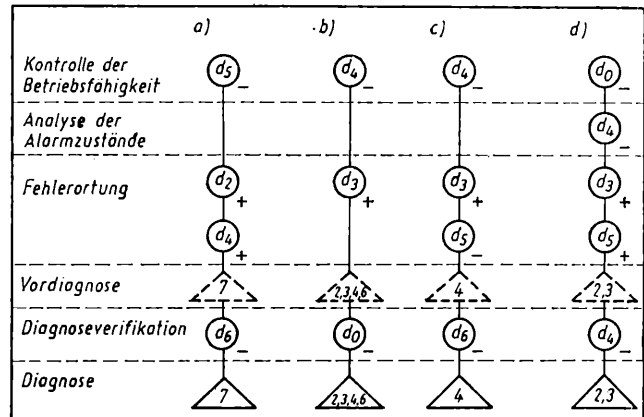 a) b) c) d)
Kontrolle der
Betriebsfähigkeit
d5 − d4 − d4 − d0 −
Analyse der
Alarmzustände
d4 −
Fehlerortung
d2 + d3 + d3 + d3 +
d4 + d5 − d5 +
Vordiagnose
7 2,3,4,6 4 2,3
Diagnoseverifikation
d6 − d0 − d6 − d4 −
Diagnose
7 2,3,4,6 4 2,3